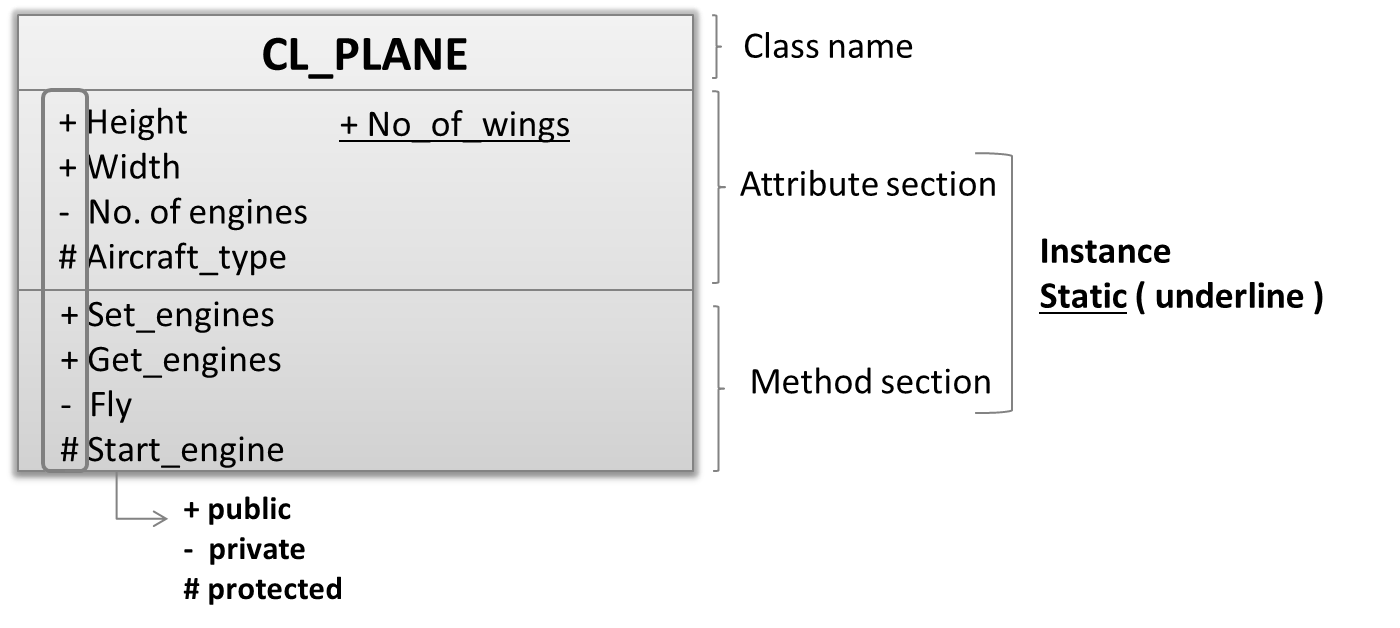 CL_PLANE
Class name
+ Height
+ No_of_wings
+ Width
- No. of engines
# Aircraft_type
Attribute section
+ Set_engines
+ Get_engines
- Fly
# Start_engine
Method section
Instance
Static ( underline )
+ public
- private
# protected